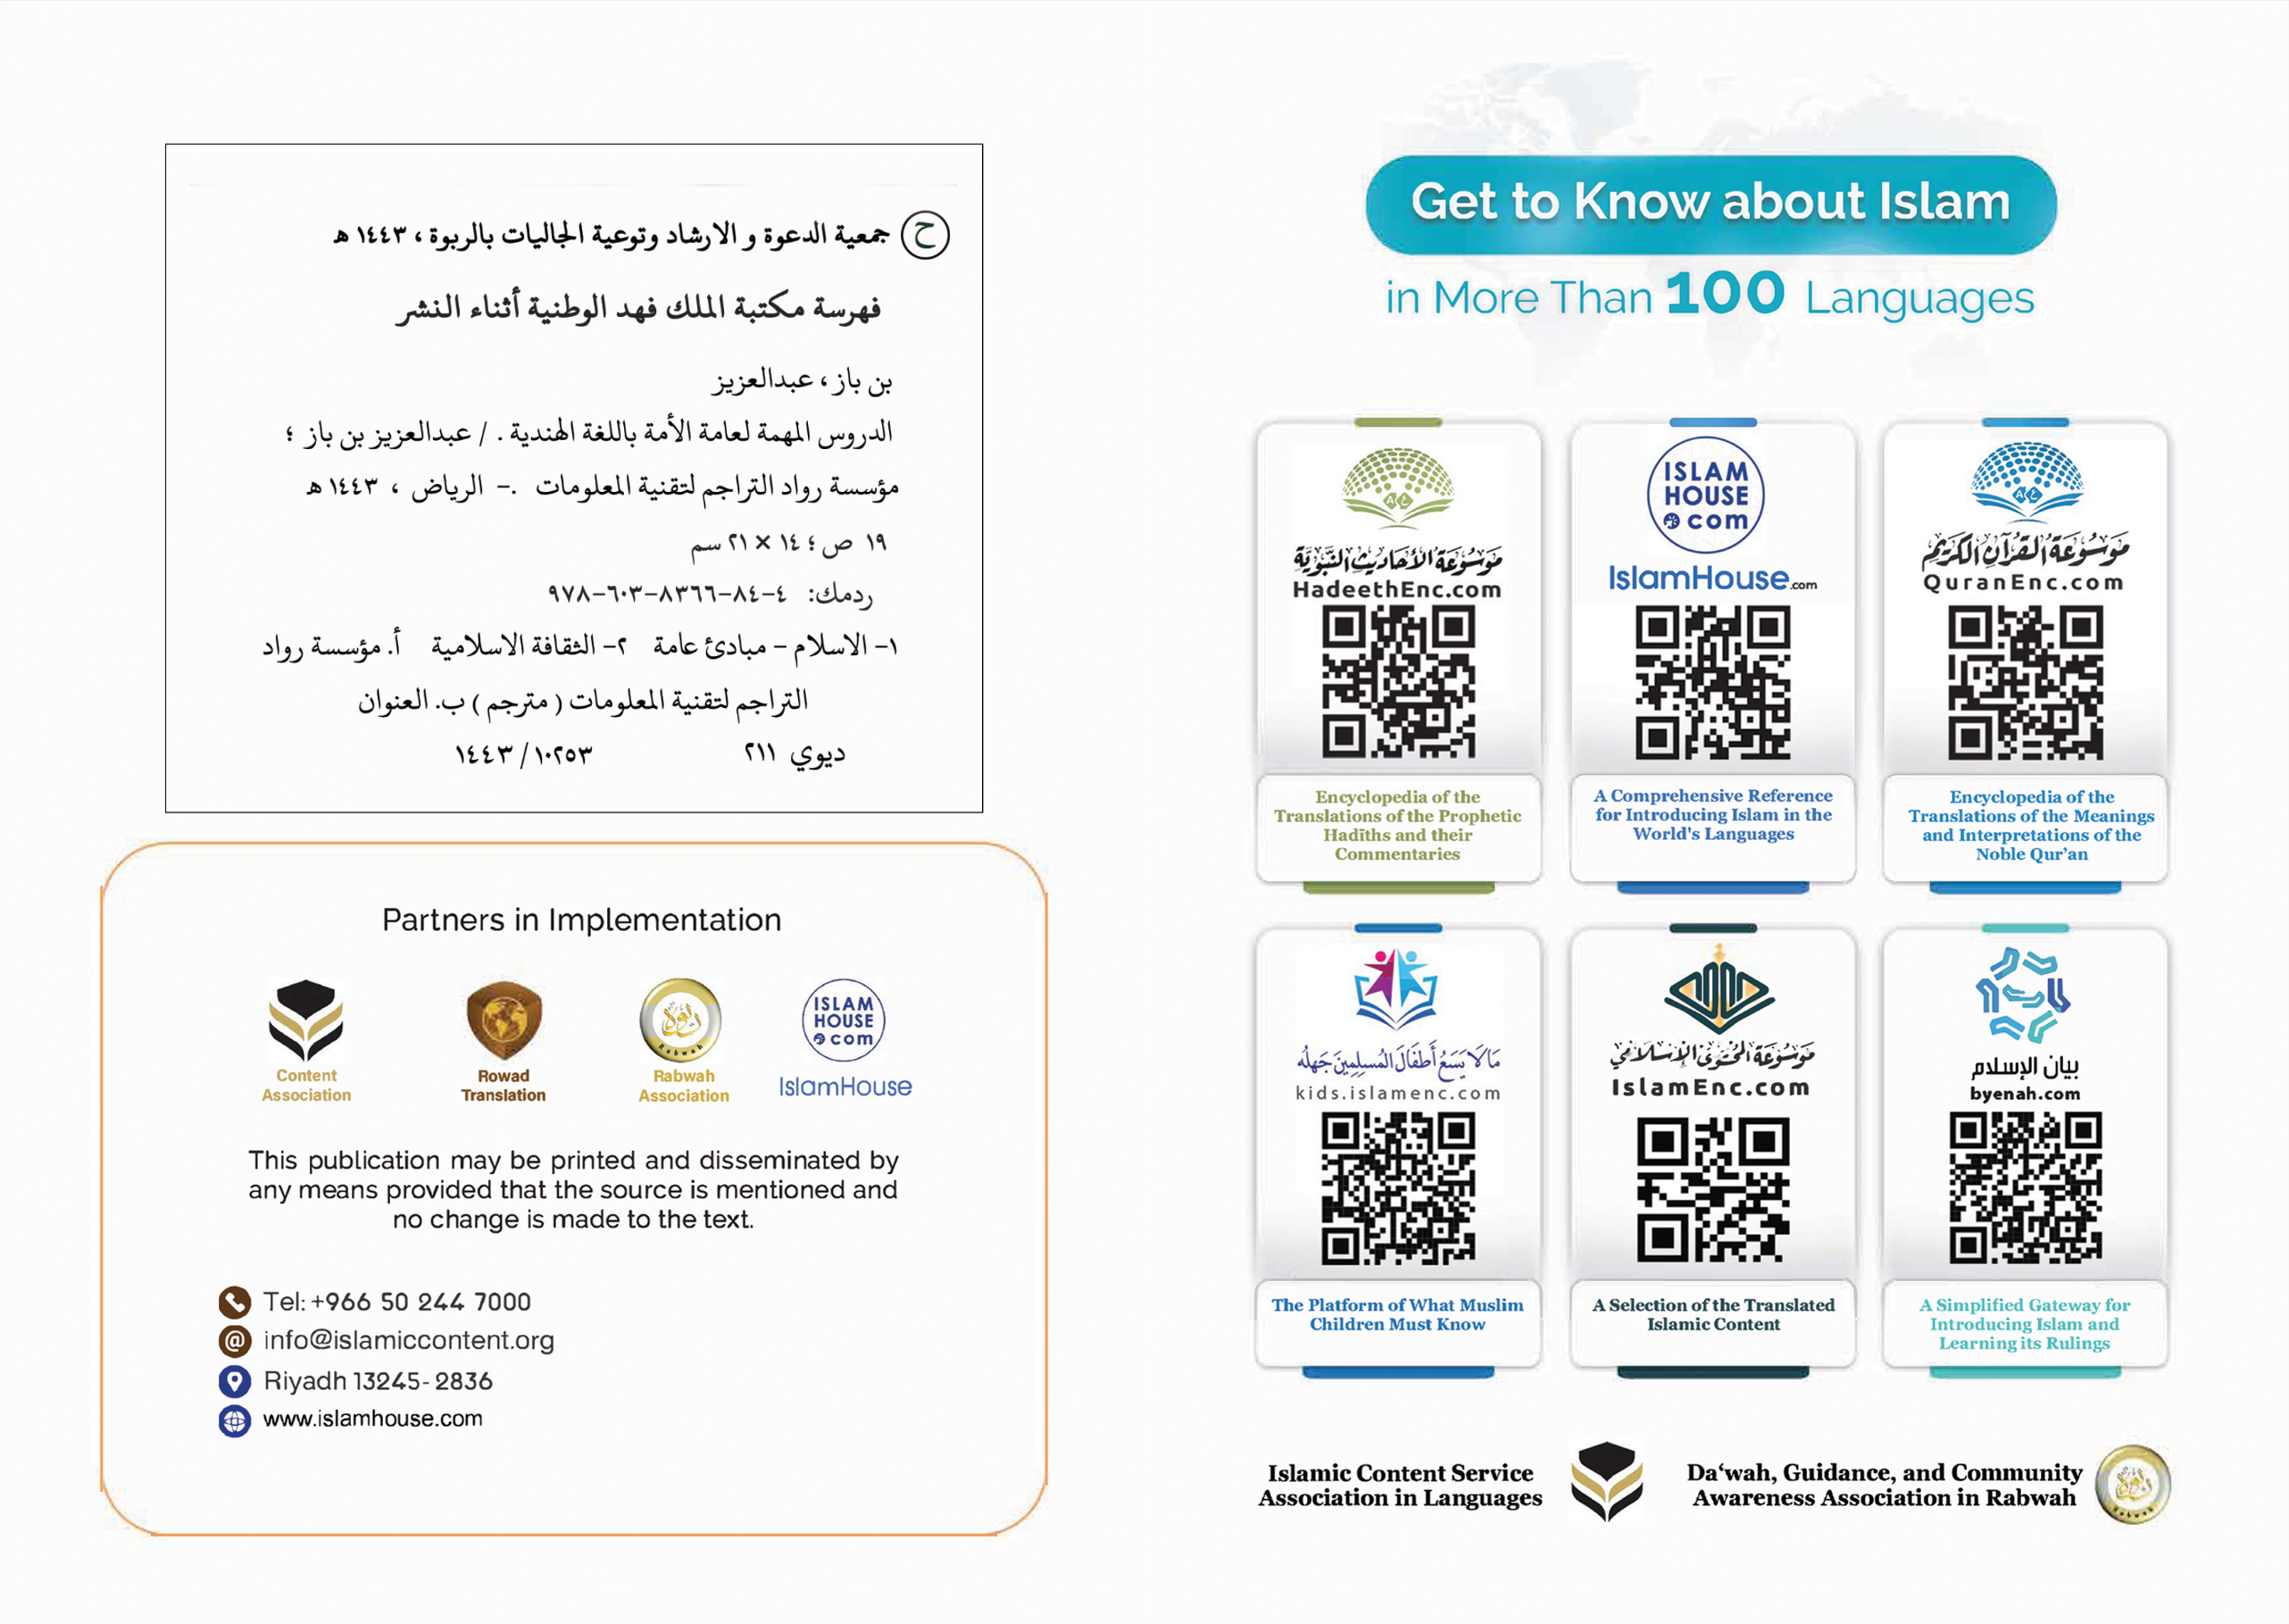 ح جمعية الدعوة و الارشاد وتوعية الجاليات بالربوة ، ١٤٤٣ هـ
فهرسة مكتبة الملك فهد الوطنية أثناء النشر
بن باز ، عبدالعزيز
الدروس المهمة لعامة الأمة باللغة الهندية . / عبدالعزيز بن باز ؛
مؤسسة رواد التراجم لتقنية المعلومات .– الرياض ، ١٤٤٣ هـ
١٩ ص ؛ ١٤ × ٢١ سم
ردمك: ٤-٨٤-٨٣٦٦-٦٠٣-٩٧٨
١- الاسلام – مبادئ عامة ٢- الثقافة الاسلامية أ. مؤسسة رواد
التراجم لتقنية المعلومات ( مترجم ) ب. العنوان
ديوي ٢١١ ١٠٢٥٣ / ١٤٤٣
Partners in Implementation
Content
Association
Rowad
Translation
Rabwah
Rabwah
Association
ISLAM
HOUSE
com
IslamHouse
This publication may be printed and disseminated by
any means provided that the source is mentioned and
no change is made to the text.
Tel: +966 50 244 7000
info@islamiccontent.org
Riyadh 13245- 2836
www.islamhouse.com
Get to Know about Islam
in More Than 100 Languages
موسوعة الأحاديث النبوية
HadeethEnc.com
Encyclopedia of the
Translations of the Prophetic
Hadīths and their
Commentaries
ISLAM
HOUSE
com
IslamHouse.com
A Comprehensive Reference
for Introducing Islam in the
World's Languages
موسوعة القرآن الكريم
QuranEnc.com
Encyclopedia of the
Translations of the Meanings
and Interpretations of the
Noble Qur’an
مَا لَا يَسَعُ أَطْفَالَ المُسْلِمِينَ جَهْلُهُ
kids.islamenc.com
The Platform of What Muslim
Children Must Know
موسوعة المحتوى الإسلامي
IslamEnc.com
A Selection of the Translated
Islamic Content
بيان الإسلام
byenah.com
A Simplified Gateway for
Introducing Islam and
Learning its Rulings
Islamic Content Service
Association in Languages
Da‘wah, Guidance, and Community
Awareness Association in Rabwah